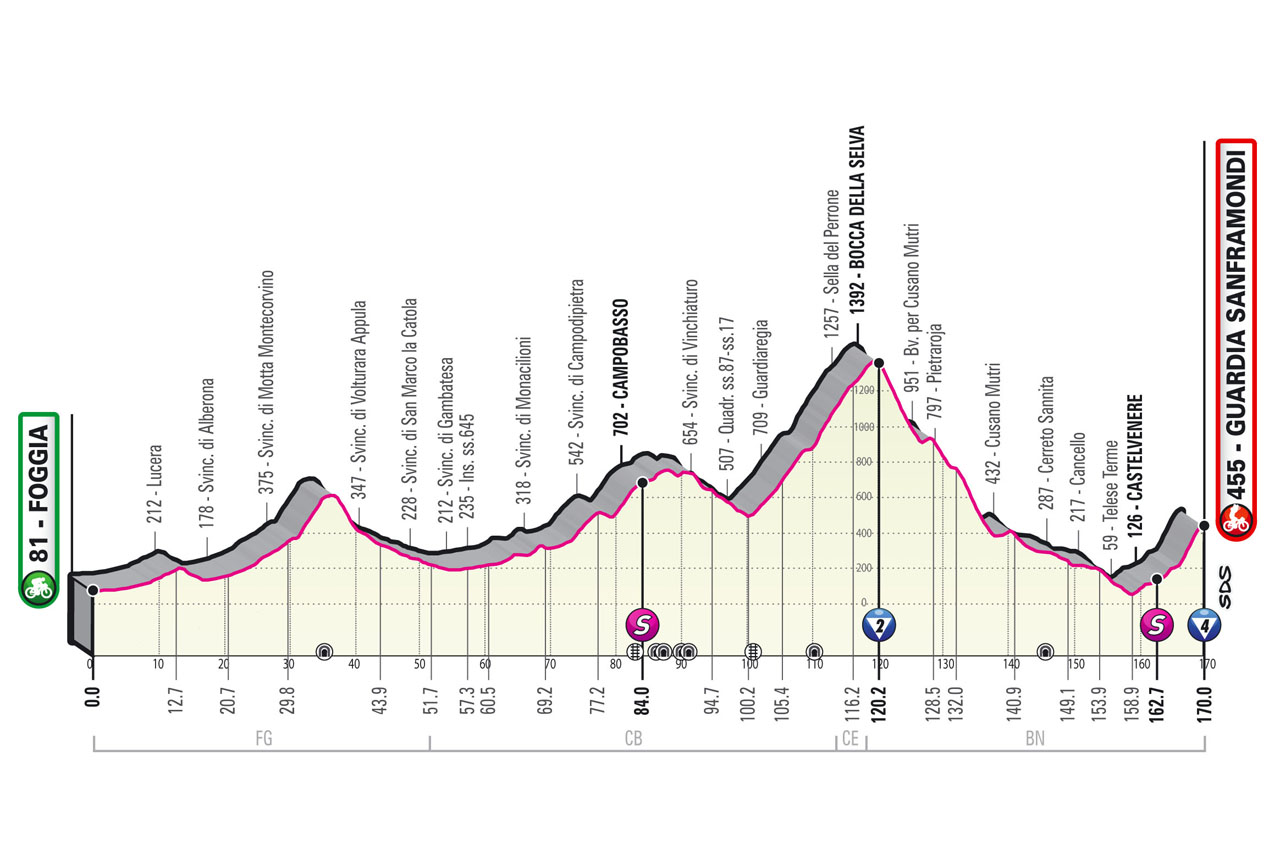 81 - FOGGIA
212 - Lucera
178 - Svinc. di Alberona
375 - Svinc. di Motta Montecorvino
347 - Svinc. di Volturara Appula
228 - Svinc. di San Marco la Catola
212 - Svinc. di Gambatesa
235 - Ins. ss.645
318 - Svinc. di Monacilioni
542 - Svinc. di Campodipietra
702 - CAMPOBASSO
654 - Svinc. di Vinchiaturo
507 - Quadr. ss.87-ss.17
709 - Guardiaregia
1257 - Sella del Perrone
1392 - BOCCA DELLA SELVA
951 - Bv. per Cusano Mutri
797 - Pietraroja
432 - Cusano Mutri
287 - Cerreto Sannita
217 - Cancello
59 - Telese Terme
126 - CASTELVENERE
455 - GUARDIA SANFRAMONDI
1200
1000
800
600
400
200
0
SDS
S
2
S
4
0 10 20 30 40 50 60 70 80 90 100 110 120 130 140 150 160 170
0.0 12.7 20.7 29.8 43.9 51.7 57.3 60.5 69.2 77.2 84.0 94.7 100.2 105.4 116.2 120.2 128.5 132.0 140.9 149.1 153.9 158.9 162.7 170.0
FG CB CE BN